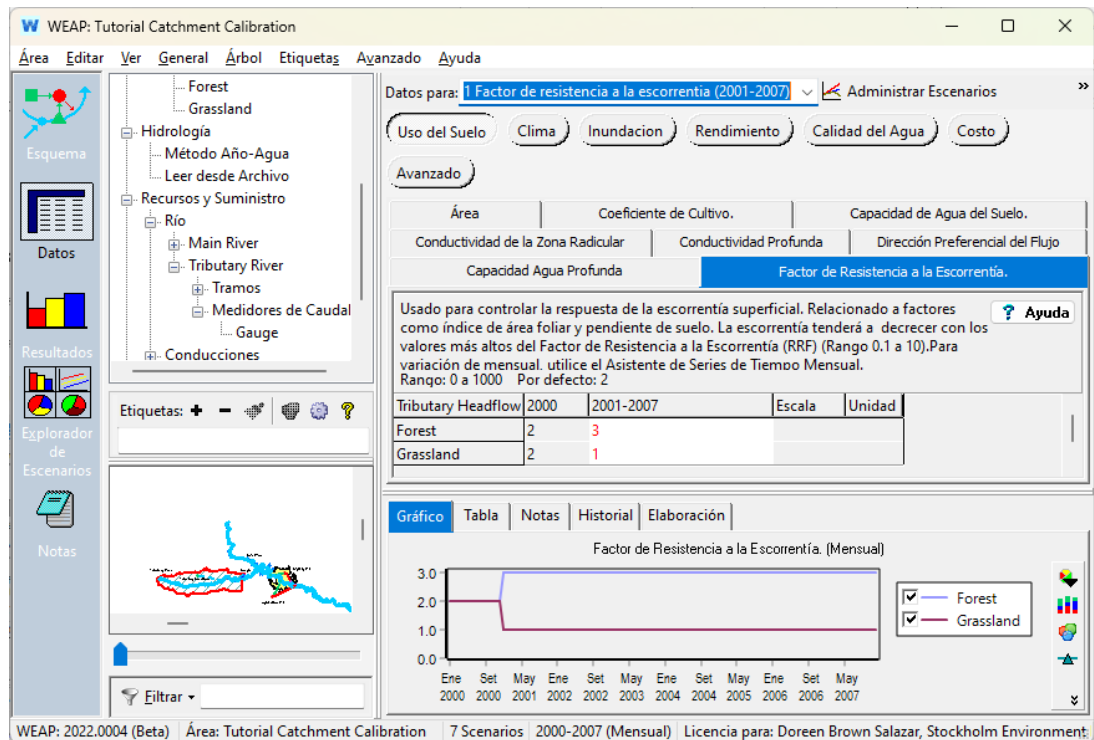 WEAP: Tutorial Catchment Calibration
Área Editar Ver General Árbol Etiquetas Avanzado Ayuda
Esquema
Datos
Resultados
Explorador
de
Escenarios
Notas
Forest
Grassland
Hidrología
Método Año-Agua
Leer desde Archivo
Recursos y Suministro
Río
Main River
Tributary River
Tramos
Medidores de Caudal
Gauge
Conducciones
Etiquetas:
Filtrar
Datos para: 1 Factor de resistencia a la escorrentia (2001-2007) Administrar Escenarios »
Uso del Suelo Clima Inundacion Rendimiento Calidad del Agua Costo
Avanzado
Área Coeficiente de Cultivo. Capacidad de Agua del Suelo.
Conductividad de la Zona Radicular Conductividad Profunda Dirección Preferencial del Flujo
Capacidad Agua Profunda Factor de Resistencia a la Escorrentía.
Usado para controlar la respuesta de la escorrentía superficial. Relacionado a factores
como índice de área foliar y pendiente de suelo. La escorrentía tenderá a decrecer con los
valores más altos del Factor de Resistencia a la Escorrentía (RRF) (Rango 0.1 a 10).Para
variación de mensual. utilice el Asistente de Series de Tiempo Mensual.
Rango: 0 a 1000 Por defecto: 2
? Ayuda
Tributary Headflow 2000 2001-2007 Escala Unidad
Forest 2 3
Grassland 2 1
Gráfico Tabla Notas Historial Elaboración
Factor de Resistencia a la Escorrentía. (Mensual)
3.0
2.0
1.0
0.0
Ene Set May Ene Set May Ene Set May Ene Set May
2000 2000 2001 2002 2002 2003 2004 2004 2005 2006 2006 2007
Forest
Grassland
WEAP: 2022.0004 (Beta) Área: Tutorial Catchment Calibration 7 Scenarios 2000-2007 (Mensual) Licencia para: Doreen Brown Salazar, Stockholm Environment